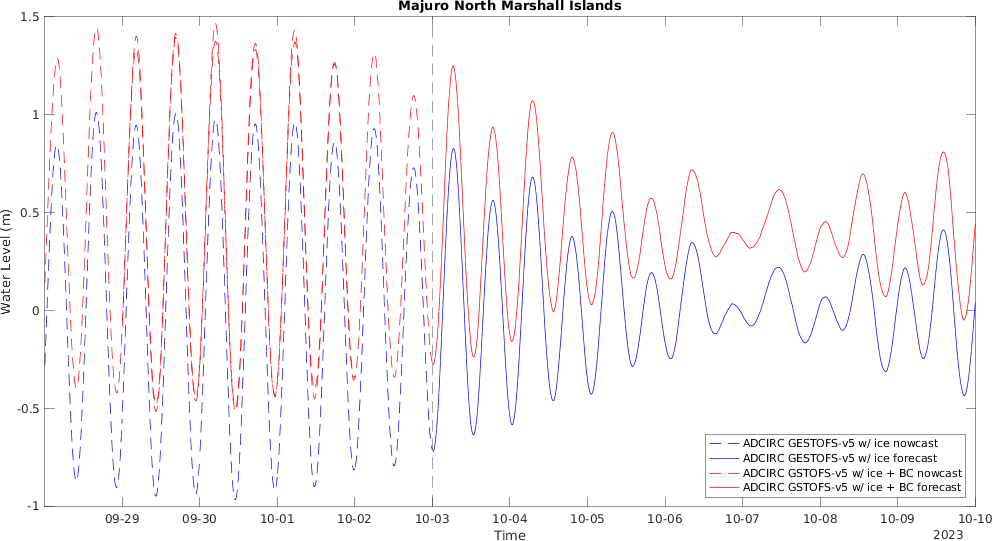 Majuro North Marshall Islands
1.5
1
0.5
0
-0.5
-1
Water Level (m)
ADCIRC GESTOFS-v5 w/ ice nowcast
ADCIRC GESTOFS-v5 w/ ice forecast
ADCIRC GSTOFS-v5 w/ ice + BC nowcast
ADCIRC GSTOFS-v5 w/ ice + BC forecast
09-29 09-30 10-01 10-02 10-03 10-04 10-05 10-06 10-07 10-08 10-09 10-10
Time
2023